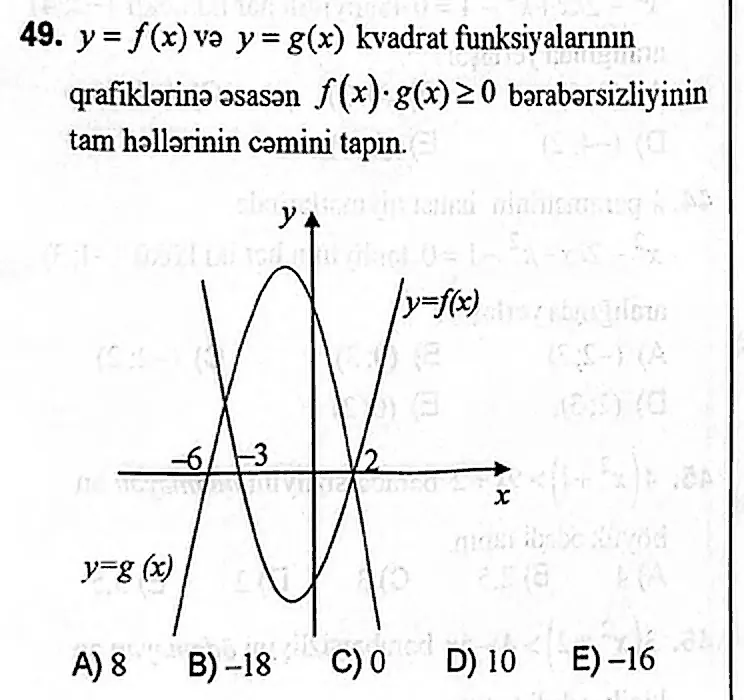 49. y = f(x) və y = g(x) kvadrat funksiyalarının
qrafiklərinə əsasən f(x)·g(x) ≥ 0 bərabərsizliyinin
tam həllərinin cəmini tapın.
y
y=f(x)
–6 –3 2
x
y=g (x)
A) 8 B) –18 C) 0 D) 10 E) –16